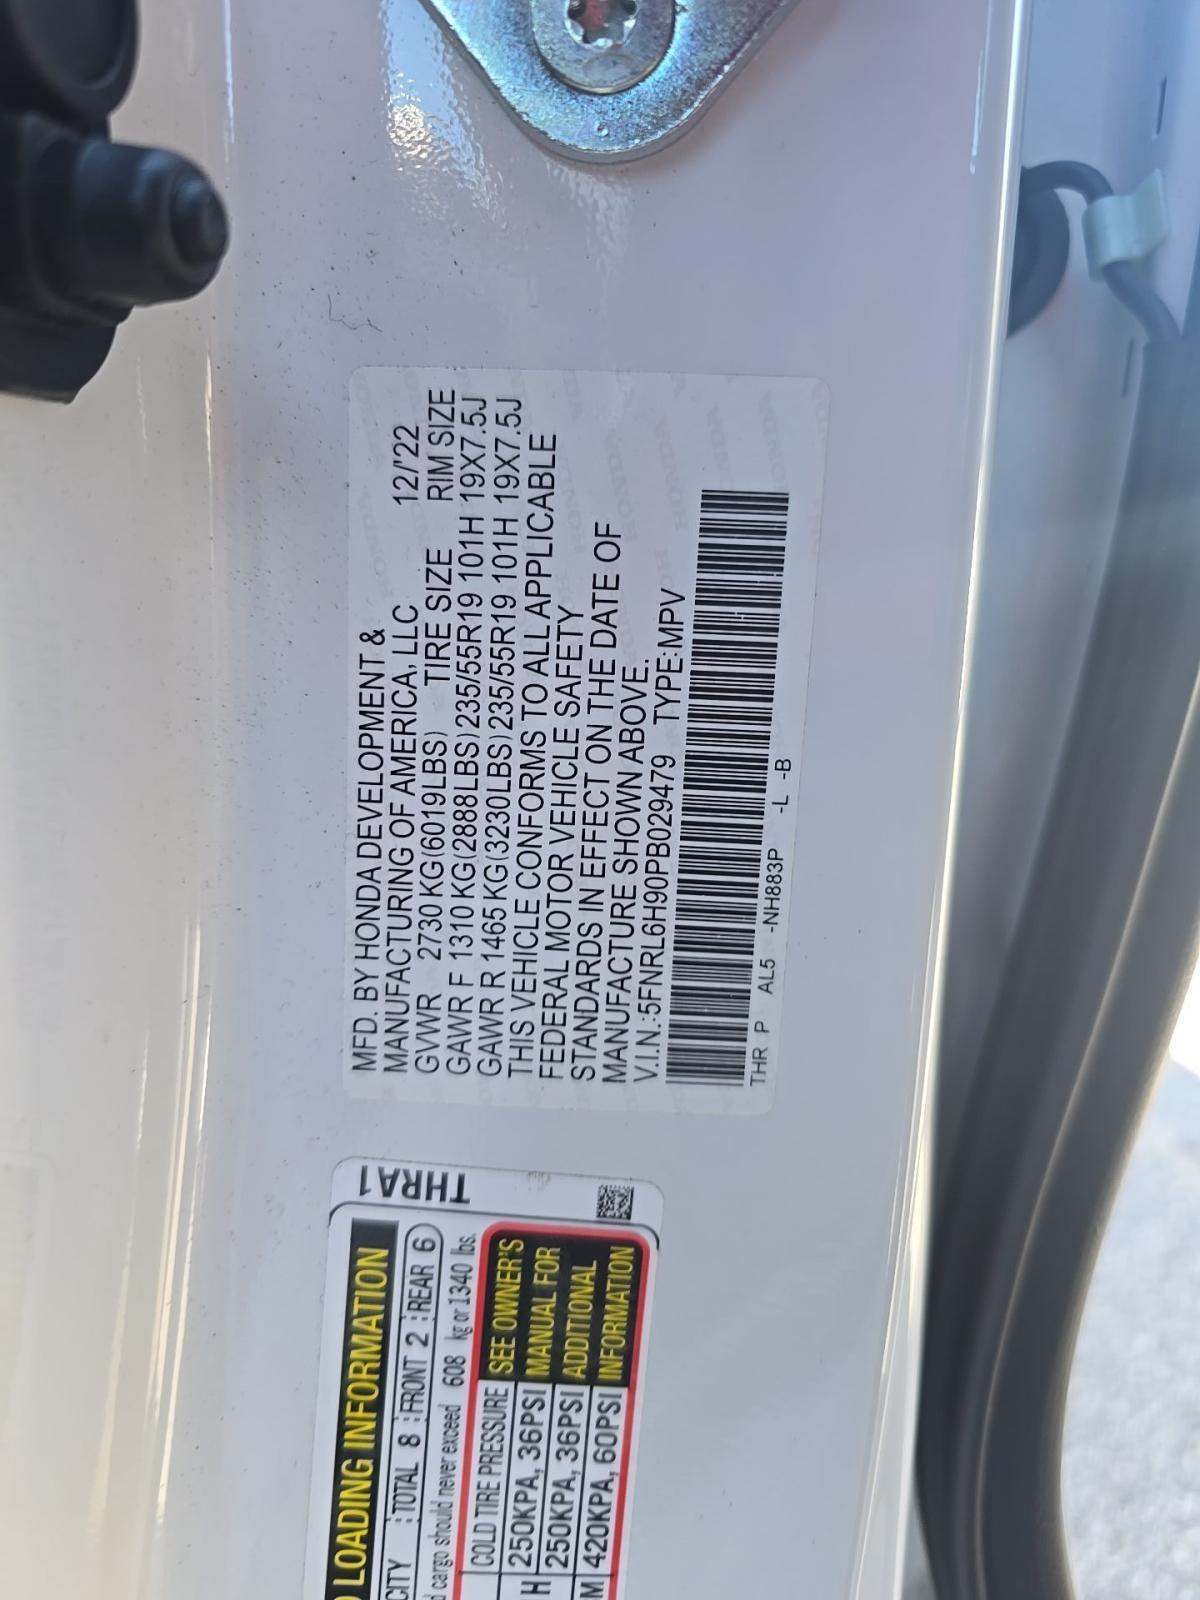 MFD. BY HONDA DEVELOPMENT &
MANUFACTURING OF AMERICA, LLC 12/'22
GVWR 2730 KG(6019LBS) TIRE SIZE RIM SIZE
GAWR F 1310 KG(2888LBS)235/55R19 101H 19X7.5J
GAWR R 1465 KG(3230LBS)235/55R19 101H 19X7.5J
THIS VEHICLE CONFORMS TO ALL APPLICABLE
FEDERAL MOTOR VEHICLE SAFETY
STANDARDS IN EFFECT ON THE DATE OF
MANUFACTURE SHOWN ABOVE.
V.I.N.:5FNRL6H90PB029479 TYPE:MPV
THR P AL5 -NH883P -L -B
THRA1
LOADING INFORMATION
TOTAL 8 FRONT 2 REAR 6
cargo should never exceed 608 kg or 1340 lbs.
COLD TIRE PRESSURE
H 250KPA, 36PSI
250KPA, 36PSI
M 420KPA, 60PSI
SEE OWNER'S
MANUAL FOR
ADDITIONAL
INFORMATION